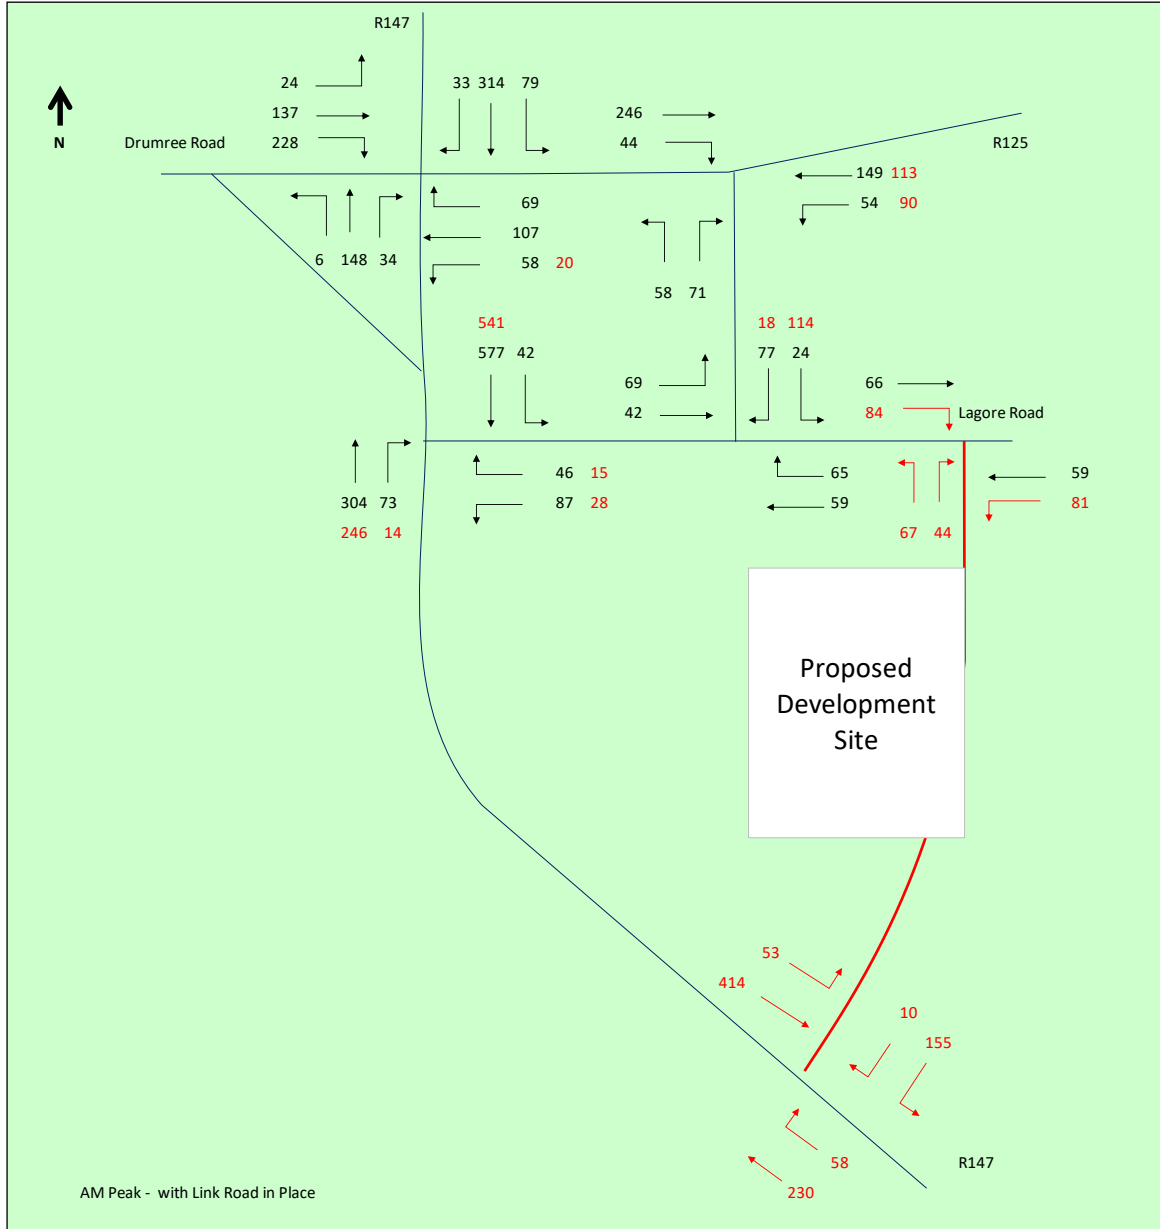 R147
24
33 314 79
137
246
N
Drumree Road
228
44
R125
149 113
69
54 90
107
6 148 34
58 20
58 71
541
18 114
577 42
77 24
69
66
42
84
Lagore Road
46 15
65
59
304 73
87 28
59
81
246 14
67 44
Proposed
Development
Site
53
414
10
155
58
R147
230
AM Peak - with Link Road in Place